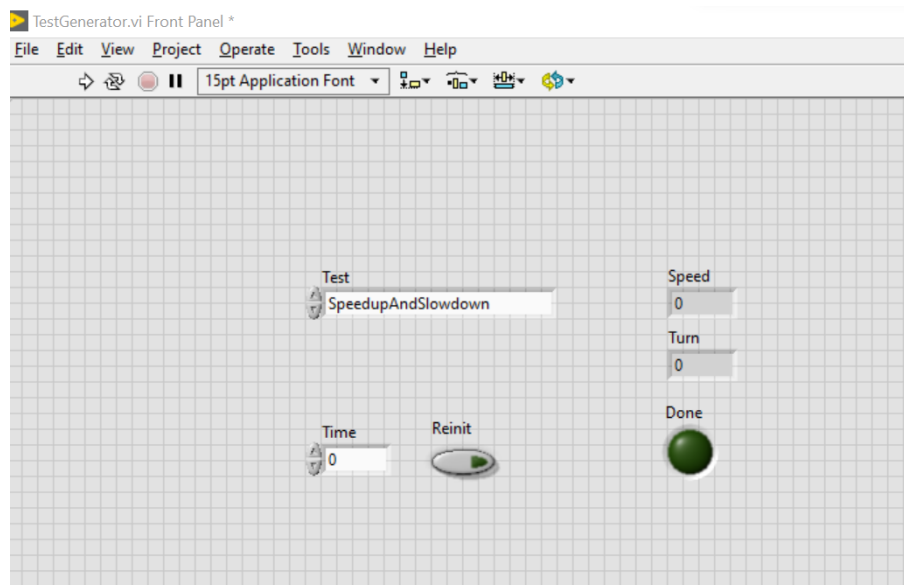 TestGenerator.vi Front Panel *
File Edit View Project Operate Tools Window Help
15pt Application Font
Test
SpeedupAndSlowdown
Speed
0
Turn
0
Time
0
Reinit
Done